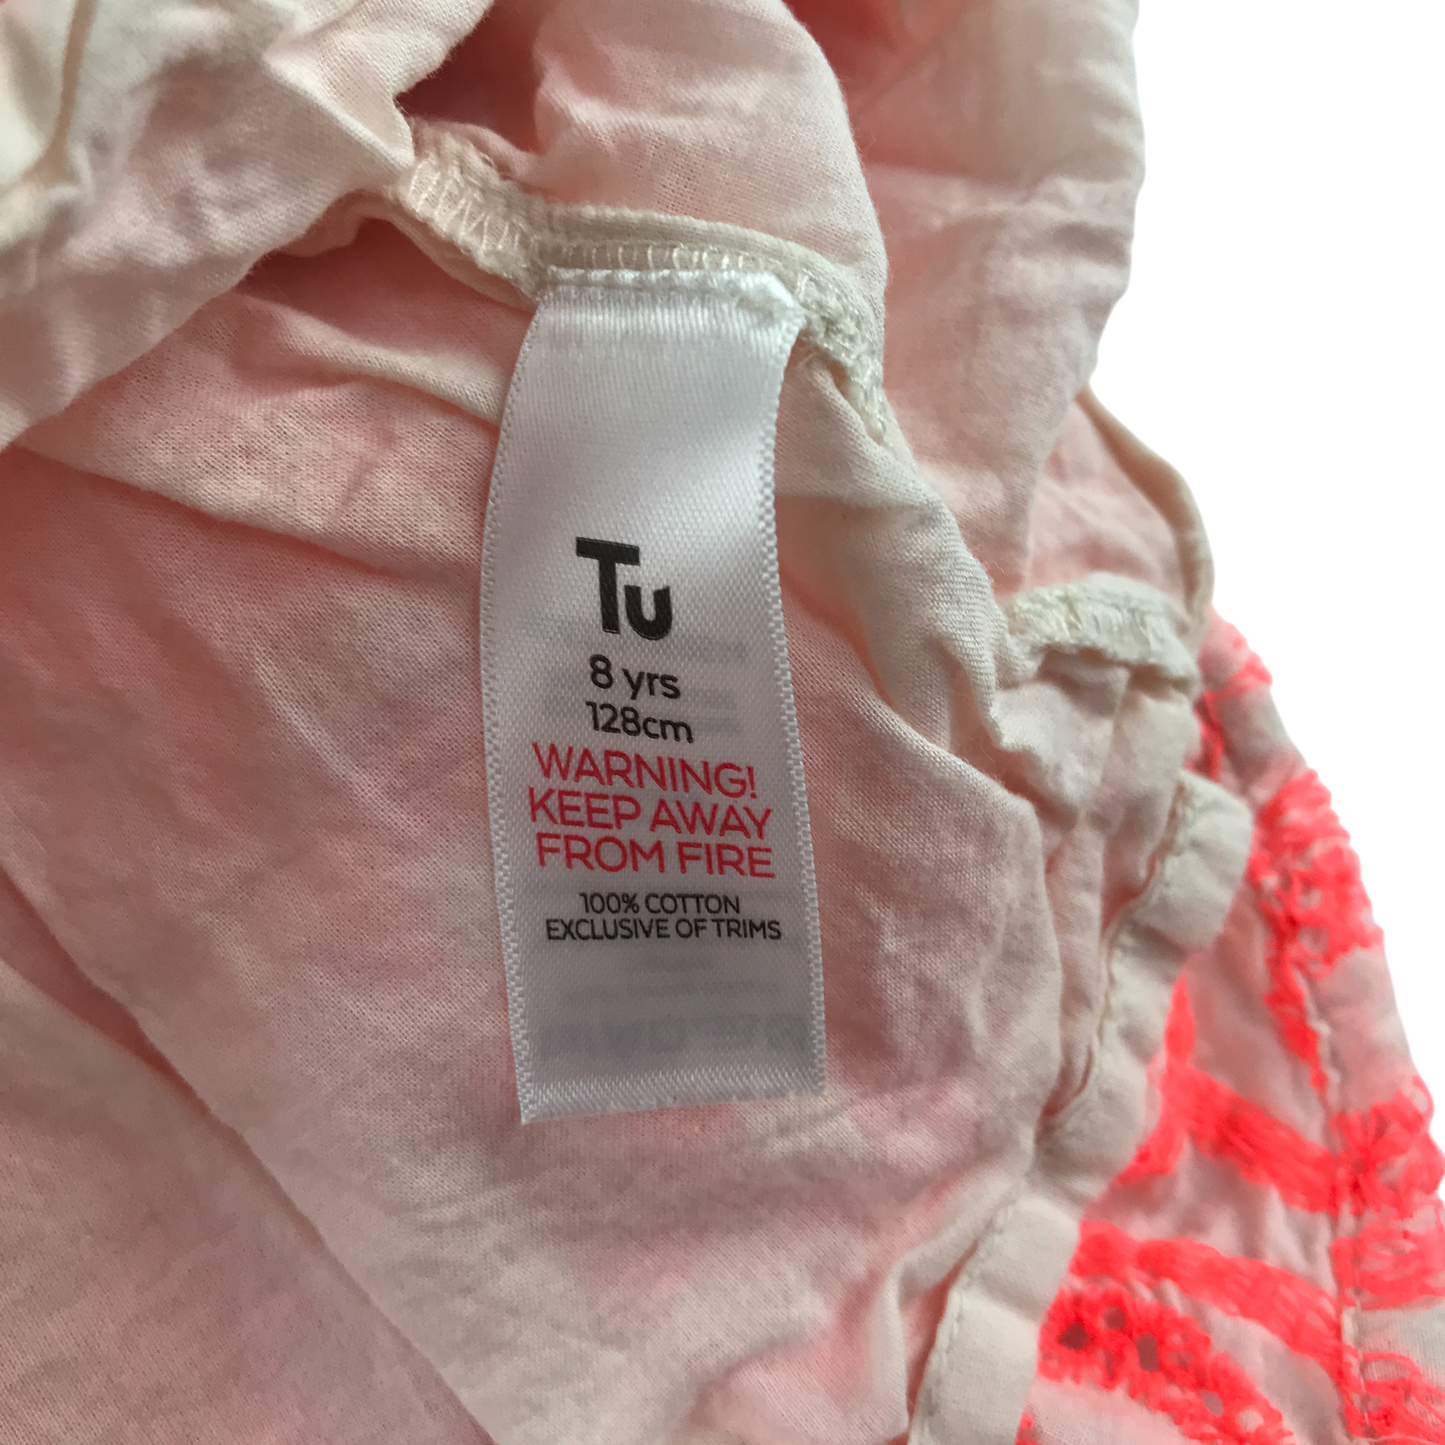 Tu
8 yrs
128cm
WARNING!
KEEP AWAY
FROM FIRE
100% COTTON
EXCLUSIVE OF TRIMS